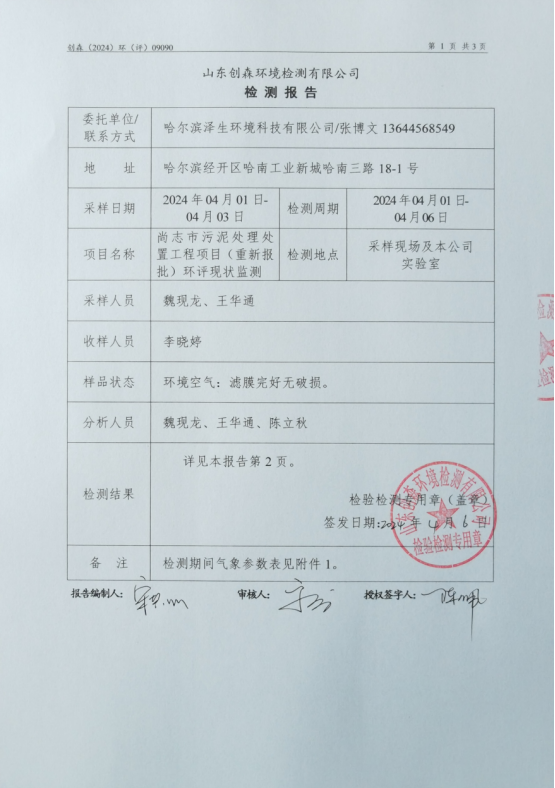 创森（2024）环（评）09090
第 1 页 共 3 页
山东创森环境检测有限公司
检测报告
委托单位/
联系方式
哈尔滨泽生环境科技有限公司/张博文 13644568549
地 址
哈尔滨经开区哈南工业新城哈南三路 18-1 号
采样日期
2024 年 04 月 01 日-
04 月 03 日
检测周期
2024 年 04 月 01 日-
04 月 06 日
项目名称
尚志市污泥处理处
置工程项目（重新报
批）环评现状监测
检测地点
采样现场及本公司
实验室
采样人员
魏现龙、王华通
收样人员
李晓婷
样品状态
环境空气：滤膜完好无破损。
分析人员
魏现龙、王华通、陈立秋
检测结果
详见本报告第 2 页。
检验检测专用章（盖章）
签发日期:2024 年 4 月 6 日
山东创森环境检测有限公司
检验检测专用章
备 注
检测期间气象参数表见附件 1。
报告编制人：
审核人：
授权签字人：